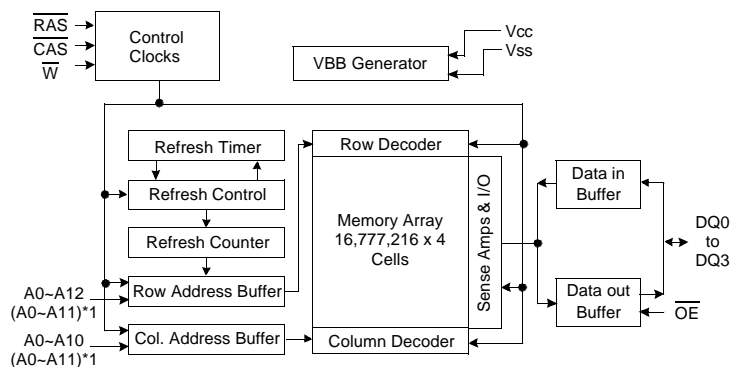 RAS
CAS
W
Control
Clocks
VBB Generator
Vcc
Vss
Refresh Timer
Refresh Control
Refresh Counter
Row Address Buffer
Col. Address Buffer
A0~A12
(A0~A11)*1
A0~A10
(A0~A11)*1
Row Decoder
Memory Array
16,777,216 x 4
Cells
Column Decoder
Sense Amps & I/O
Data in
Buffer
Data out
Buffer
DQ0
to
DQ3
OE